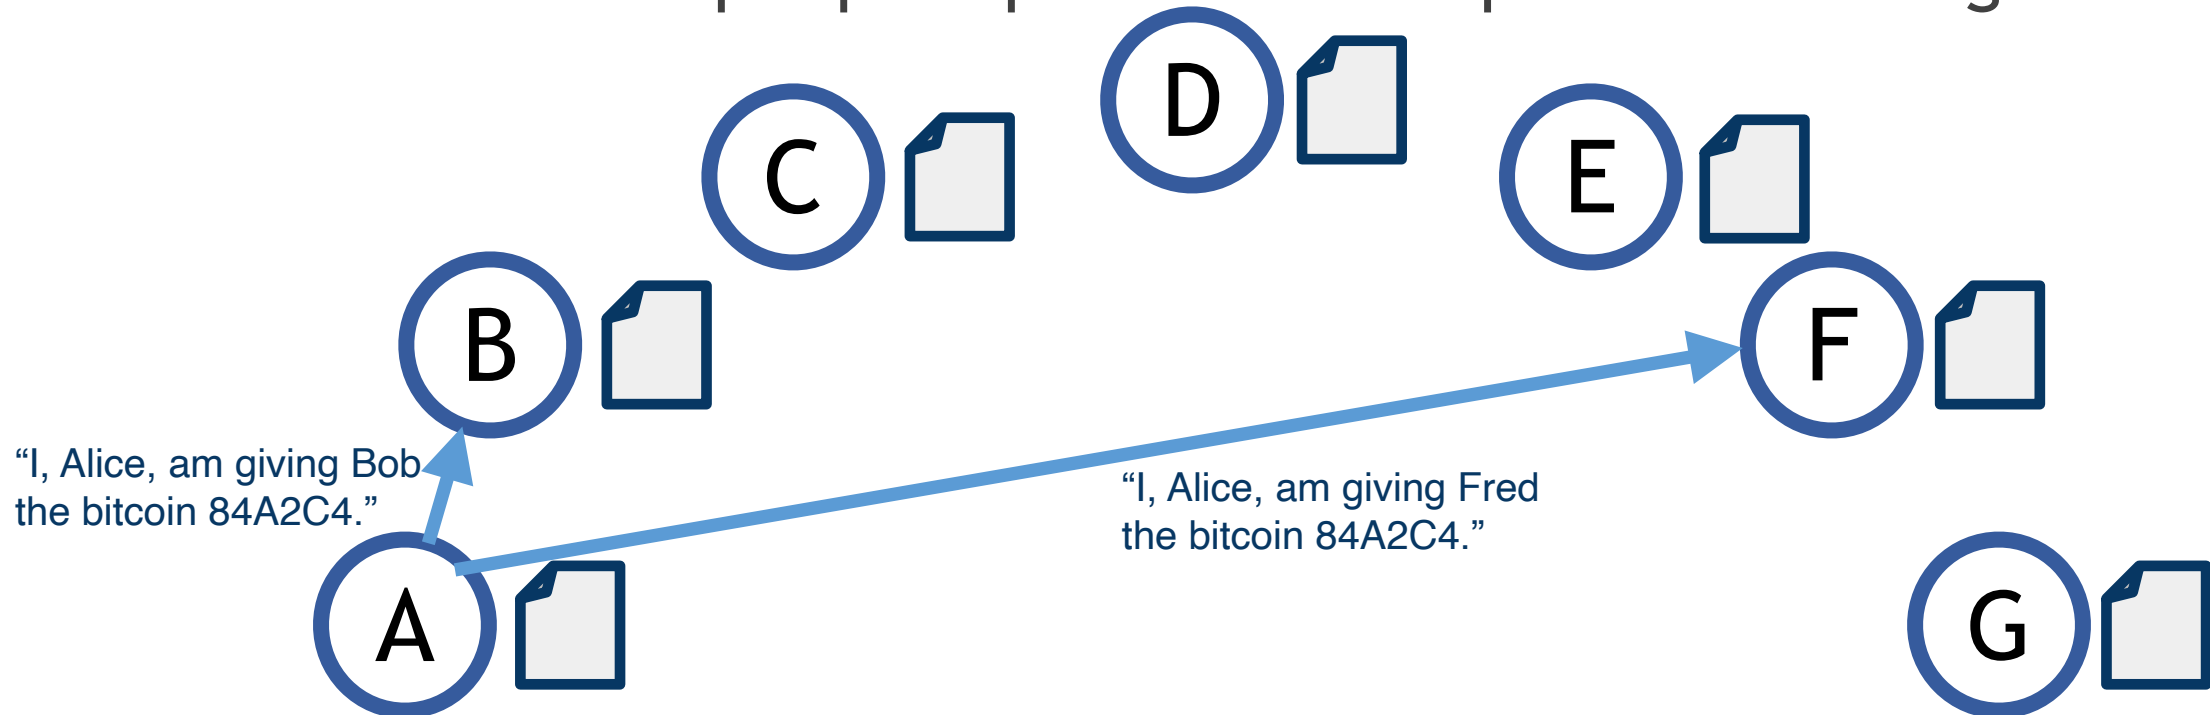 D
C
E
B
F
“I, Alice, am giving Bob
the bitcoin 84A2C4.”
“I, Alice, am giving Fred
the bitcoin 84A2C4.”
A
G